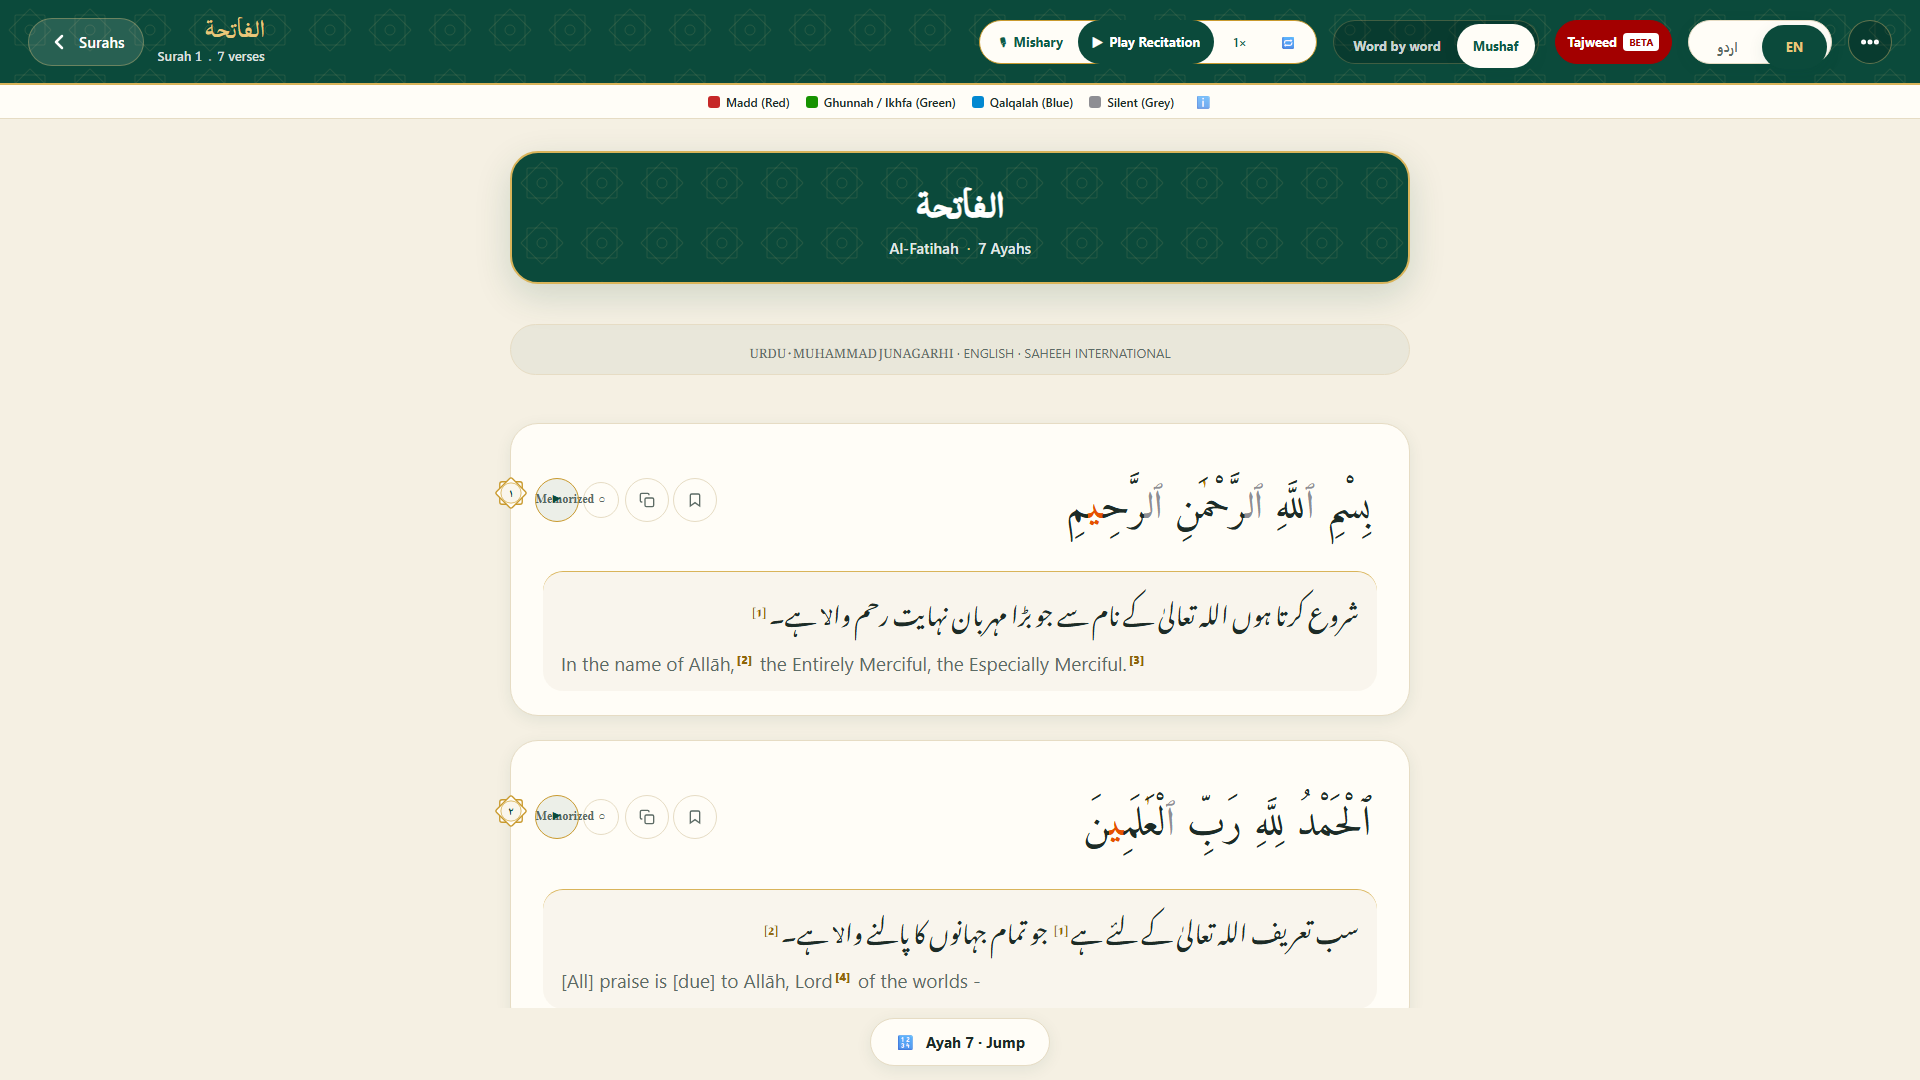 Surahs
الفاتحة
Surah 1 . 7 verses
Mishary
Play Recitation
1×
Word by word
Mushaf
Tajweed BETA
اردو
EN
Madd (Red) Ghunnah / Ikhfa (Green) Qalqalah (Blue) Silent (Grey)
الفاتحة
Al-Fatihah · 7 Ayahs
URDU · MUHAMMAD JUNAGARHI · ENGLISH · SAHEEH INTERNATIONAL
١
Memorized
بِسْمِ ٱللَّهِ ٱلرَّحْمَٰنِ ٱلرَّحِيمِ
شروع کرتا ہوں اللہ تعالیٰ کے نام سے جو بڑا مہربان نہایت رحم والا ہے۔[1]
In the name of Allāh,[2] the Entirely Merciful, the Especially Merciful.[3]
٢
Memorized
ٱلْحَمْدُ لِلَّهِ رَبِّ ٱلْعَٰلَمِينَ
سب تعریف اللہ تعالیٰ کے لئے ہے[1] جو تمام جہانوں کا پالنے والا ہے۔[2]
[All] praise is [due] to Allāh, Lord[4] of the worlds -
Ayah 7 · Jump